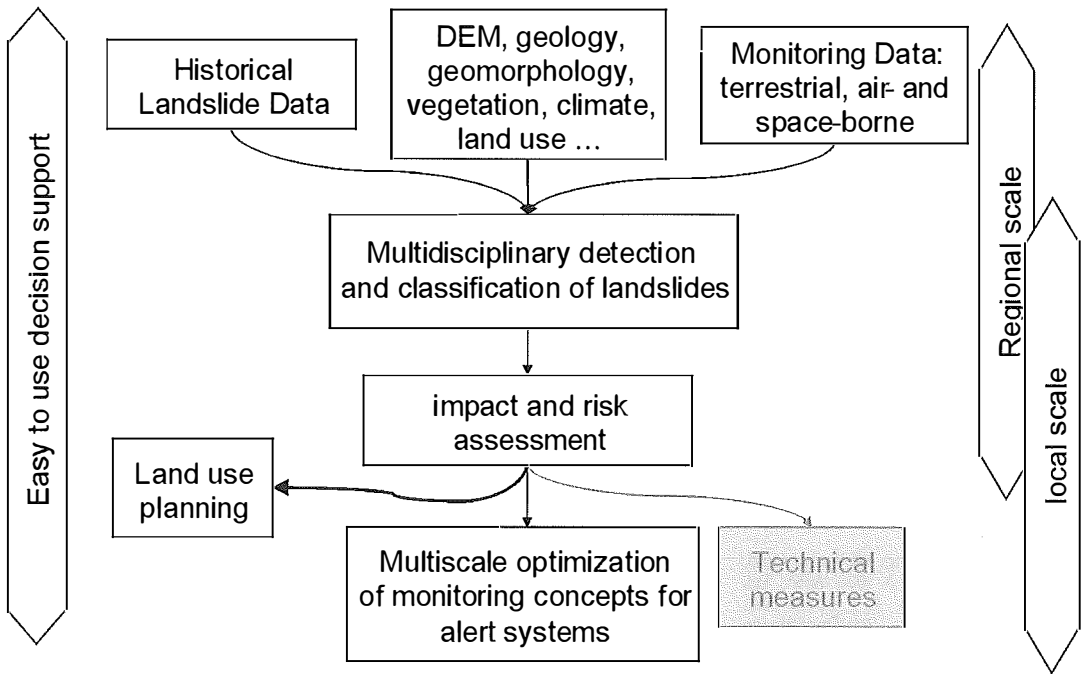 Easy to use decision support
Historical
Landslide Data
DEM, geology,
geomorphology,
vegetation, climate,
land use ...
Monitoring Data:
terrestrial, air- and
space-borne
Multidisciplinary detection
and classification of landslides
impact and risk
assessment
Land use
planning
Multiscale optimization
of monitoring concepts for
alert systems
Technical
measures
Regional scale
local scale